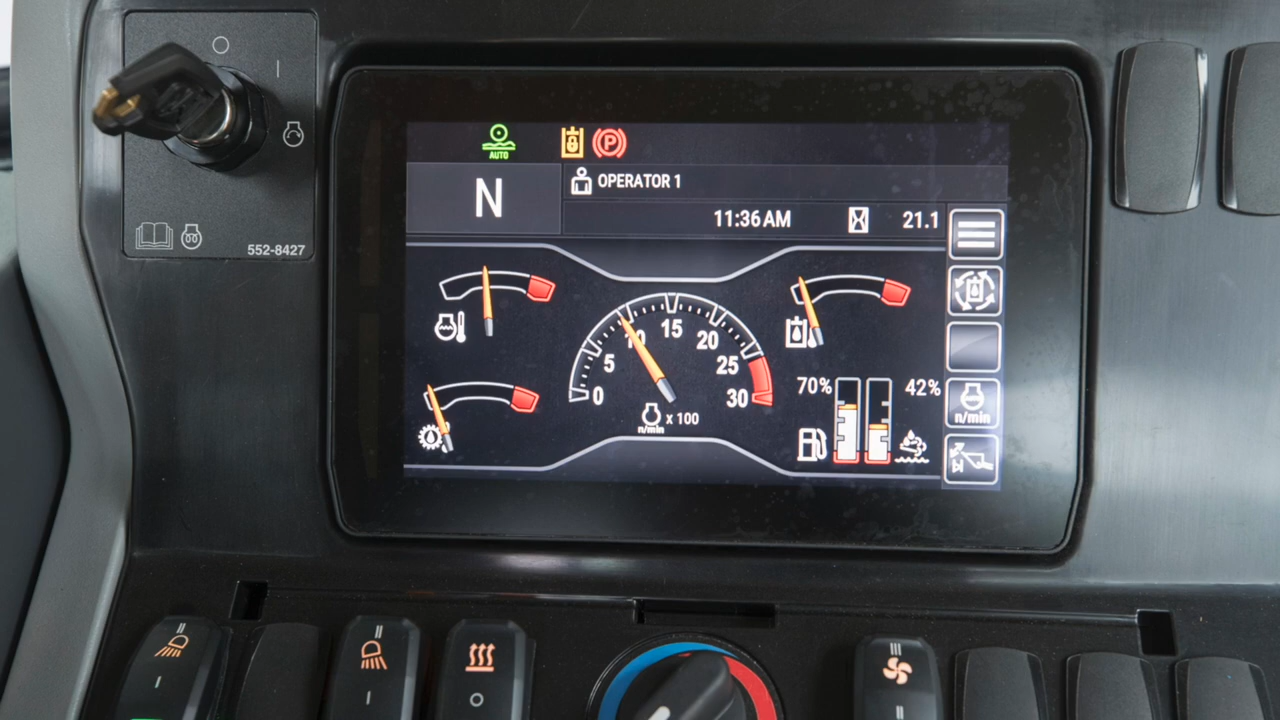 AUTO
P
N
OPERATOR 1
11:36 AM
21.1
552-8427
0
5
10
15
20
25
30
n/min
x 100
70%
42%
n/min